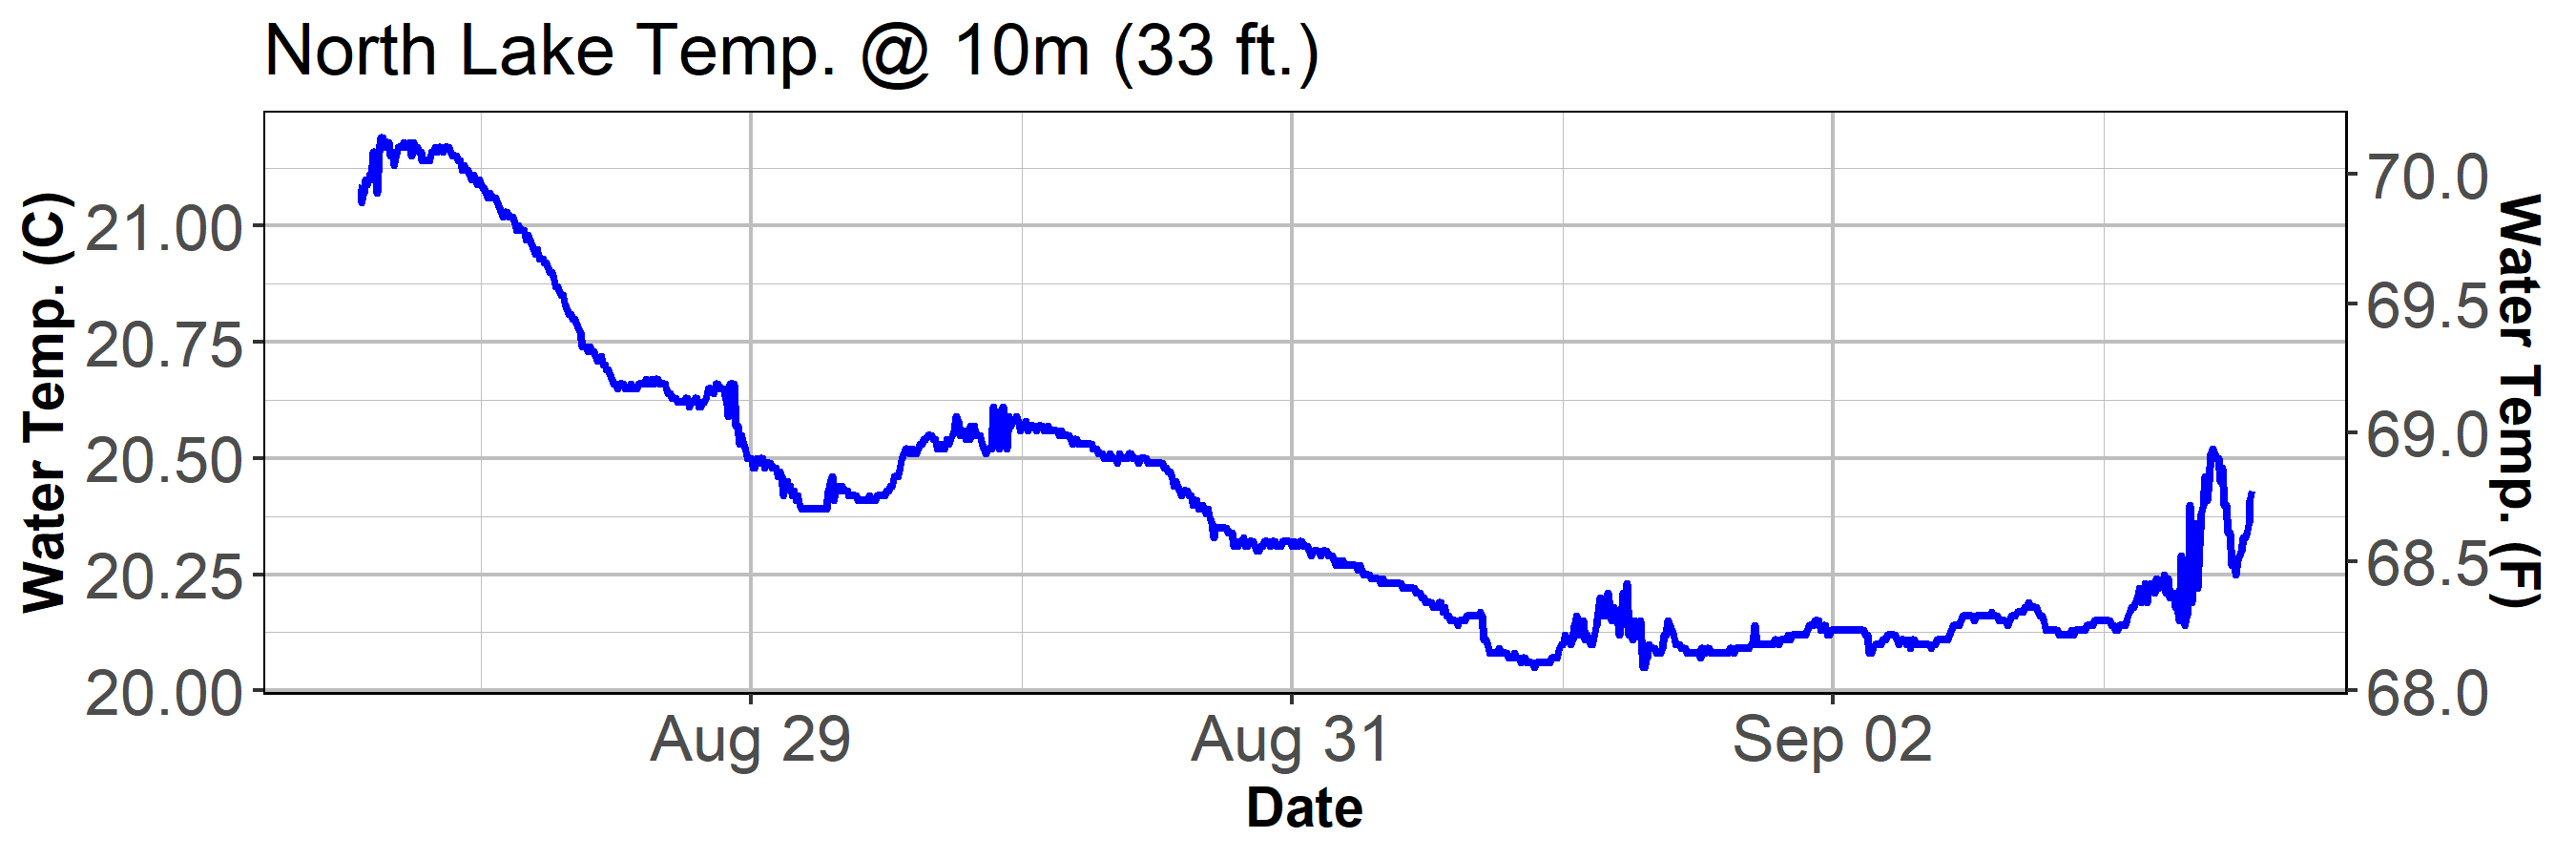 North Lake Temp. @ 10m (33 ft.)
Water Temp. (C)
21.00
20.75
20.50
20.25
20.00
70.0
69.5
69.0
68.5
68.0
Water Temp. (F)
Aug 29
Aug 31
Sep 02
Date